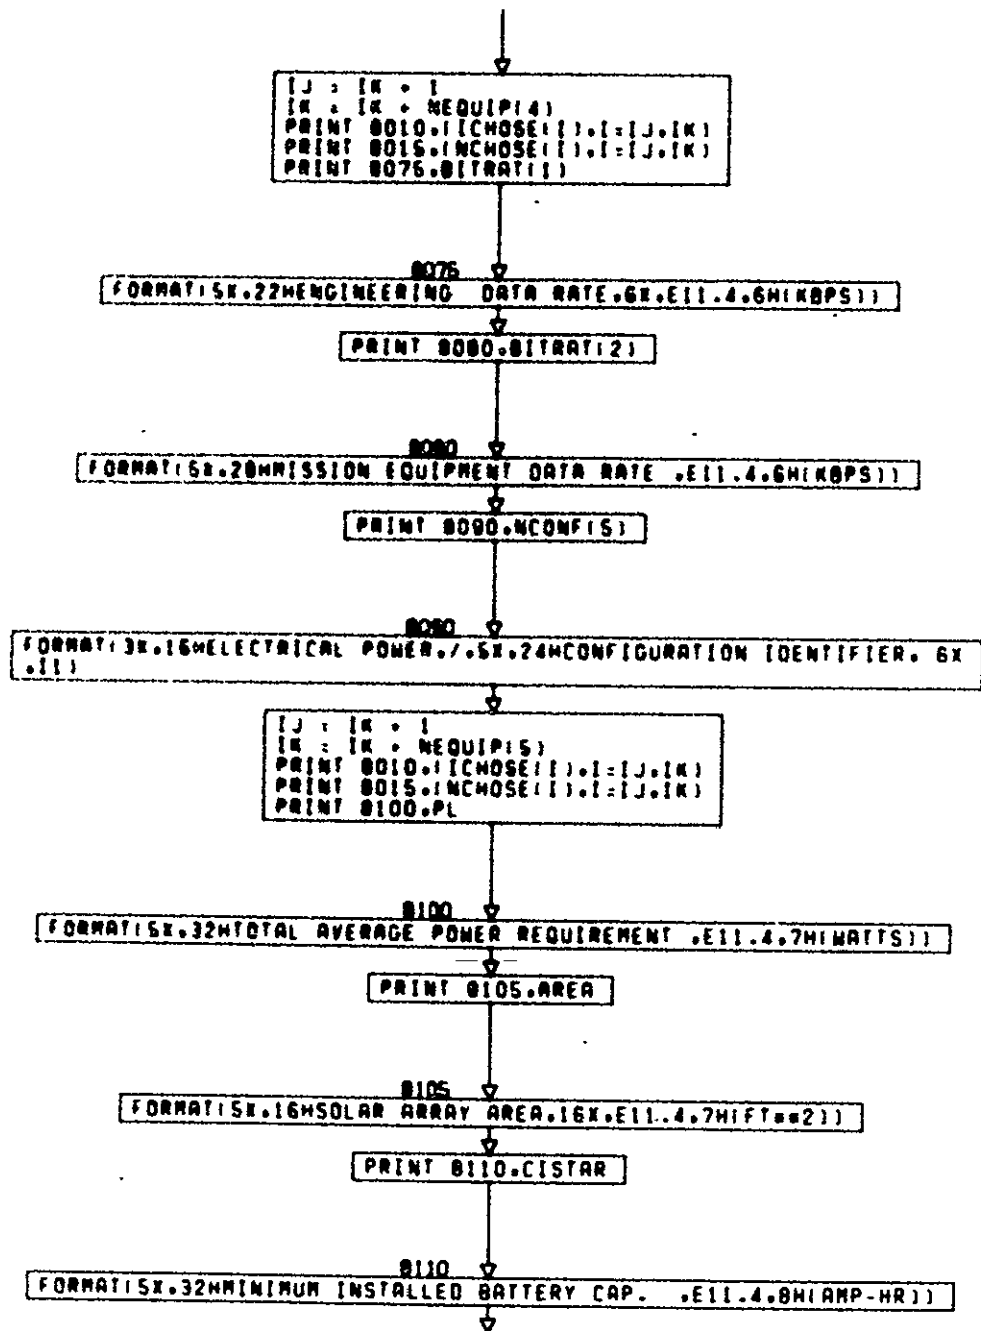 IJ = IK + 1
IK = IK + NEQUIP(4)
PRINT 8010,(ICHOSE(I),I=IJ,IK)
PRINT 8015,(NCHOSE(I),I=IJ,IK)
PRINT 8075,BITRAT(1)
8075
FORMAT(5X,22HENGINEERING  DATA RATE,6X,E11.4,6H(KBPS))
PRINT 8080,BITRAT(2)
8080
FORMAT(5X,28HMISSION EQUIPMENT DATA RATE ,E11.4,6H(KBPS))
PRINT 8090,NCONF(5)
8090
FORMAT(3X,16HELECTRICAL POWER,/,5X,24HCONFIGURATION IDENTIFIER, 6X
,I1)
IJ = IK + 1
IK = IK + NEQUIP(5)
PRINT 8010,(ICHOSE(I),I=IJ,IK)
PRINT 8015,(NCHOSE(I),I=IJ,IK)
PRINT 8100,PL
8100
FORMAT(5X,32HTOTAL AVERAGE POWER REQUIREMENT ,E11.4,7H(WATTS))
PRINT 8105,AREA
8105
FORMAT(5X,16HSOLAR ARRAY AREA,16X,E11.4,7H(FT**2))
PRINT 8110,CISTAR
8110
FORMAT(5X,32HMINIMUM INSTALLED BATTERY CAP.  ,E11.4,8H(AMP-HR))